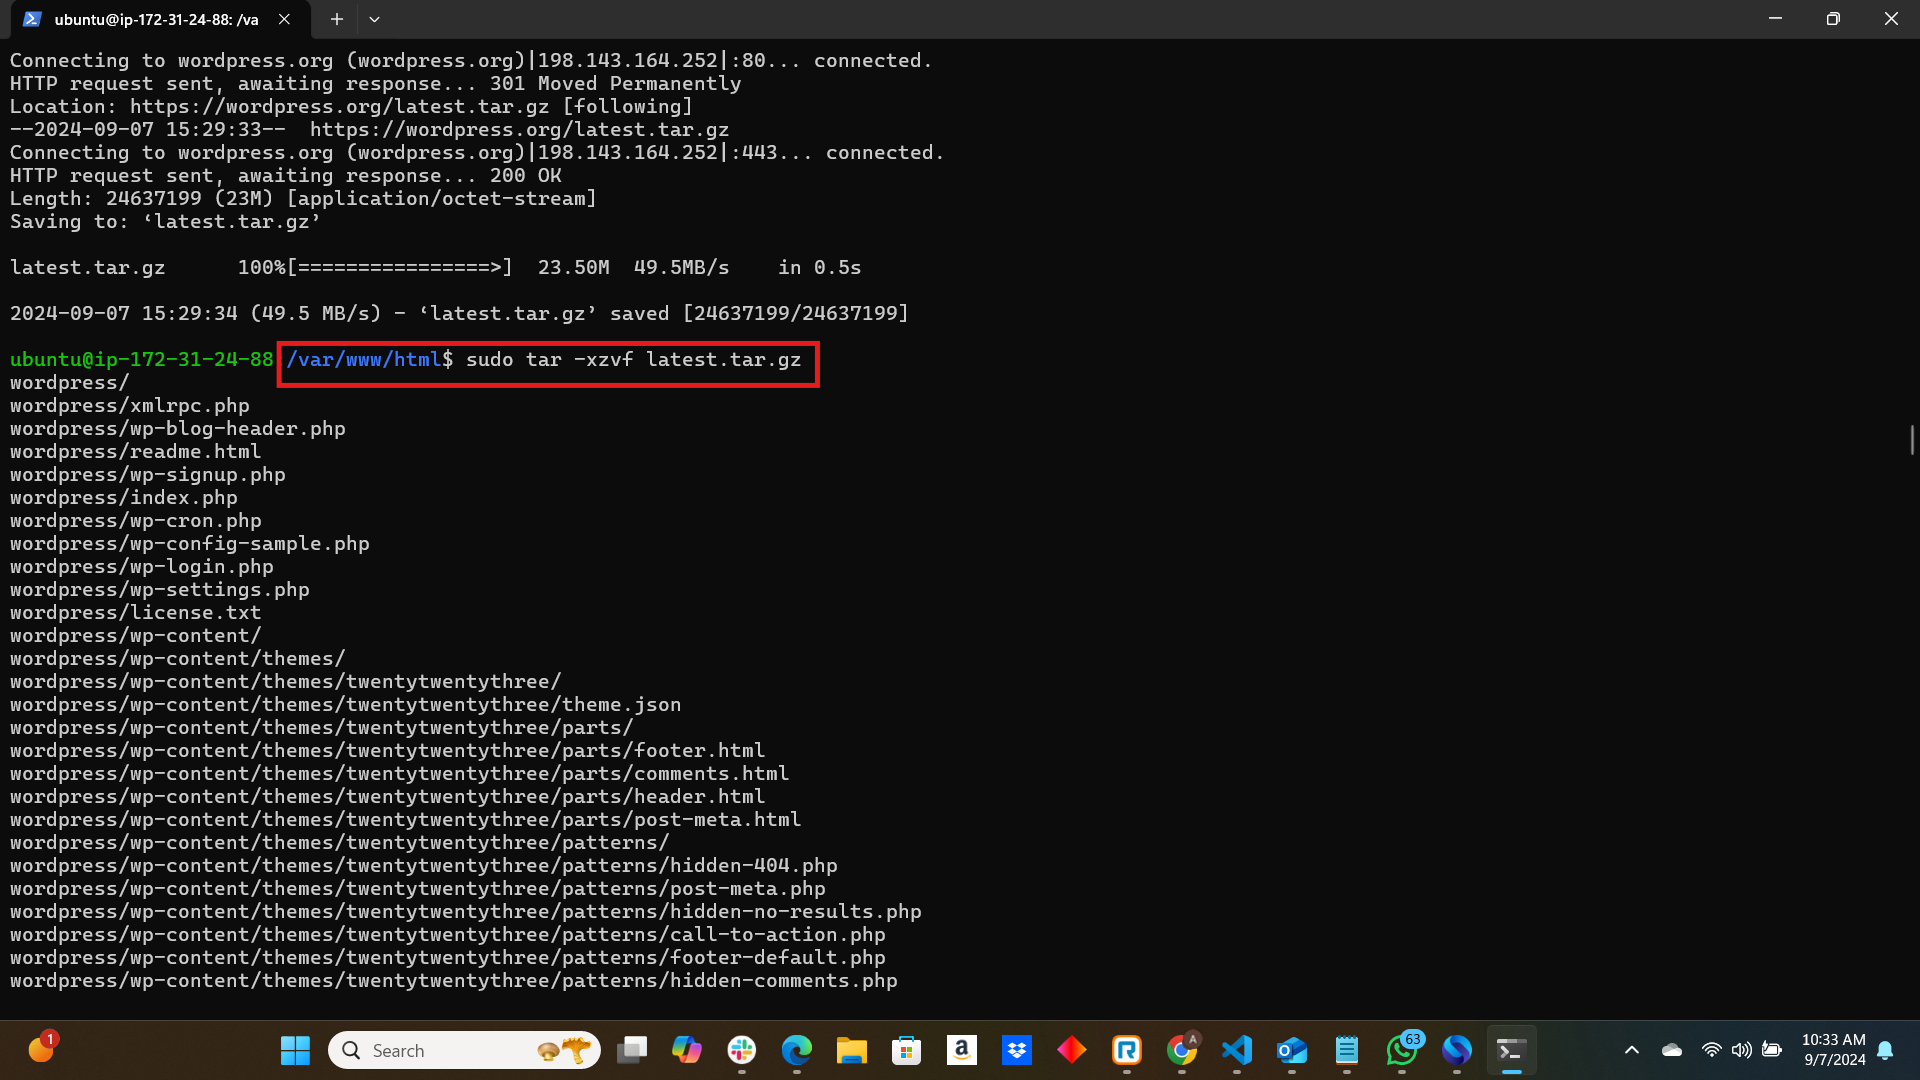 ubuntu@ip-172-31-24-88: /va
Connecting to wordpress.org (wordpress.org)|198.143.164.252|:80... connected.
HTTP request sent, awaiting response... 301 Moved Permanently
Location: https://wordpress.org/latest.tar.gz [following]
--2024-09-07 15:29:33--  https://wordpress.org/latest.tar.gz
Connecting to wordpress.org (wordpress.org)|198.143.164.252|:443... connected.
HTTP request sent, awaiting response... 200 OK
Length: 24637199 (23M) [application/octet-stream]
Saving to: ‘latest.tar.gz’
latest.tar.gz      100%[================>]  23.50M  49.5MB/s    in 0.5s
2024-09-07 15:29:34 (49.5 MB/s) - ‘latest.tar.gz’ saved [24637199/24637199]
ubuntu@ip-172-31-24-88 /var/www/html$ sudo tar -xzvf latest.tar.gz
wordpress/
wordpress/xmlrpc.php
wordpress/wp-blog-header.php
wordpress/readme.html
wordpress/wp-signup.php
wordpress/index.php
wordpress/wp-cron.php
wordpress/wp-config-sample.php
wordpress/wp-login.php
wordpress/wp-settings.php
wordpress/license.txt
wordpress/wp-content/
wordpress/wp-content/themes/
wordpress/wp-content/themes/twentytwentythree/
wordpress/wp-content/themes/twentytwentythree/theme.json
wordpress/wp-content/themes/twentytwentythree/parts/
wordpress/wp-content/themes/twentytwentythree/parts/footer.html
wordpress/wp-content/themes/twentytwentythree/parts/comments.html
wordpress/wp-content/themes/twentytwentythree/parts/header.html
wordpress/wp-content/themes/twentytwentythree/parts/post-meta.html
wordpress/wp-content/themes/twentytwentythree/patterns/
wordpress/wp-content/themes/twentytwentythree/patterns/hidden-404.php
wordpress/wp-content/themes/twentytwentythree/patterns/post-meta.php
wordpress/wp-content/themes/twentytwentythree/patterns/hidden-no-results.php
wordpress/wp-content/themes/twentytwentythree/patterns/call-to-action.php
wordpress/wp-content/themes/twentytwentythree/patterns/footer-default.php
wordpress/wp-content/themes/twentytwentythree/patterns/hidden-comments.php
1
Search
A
63
10:33 AM
9/7/2024